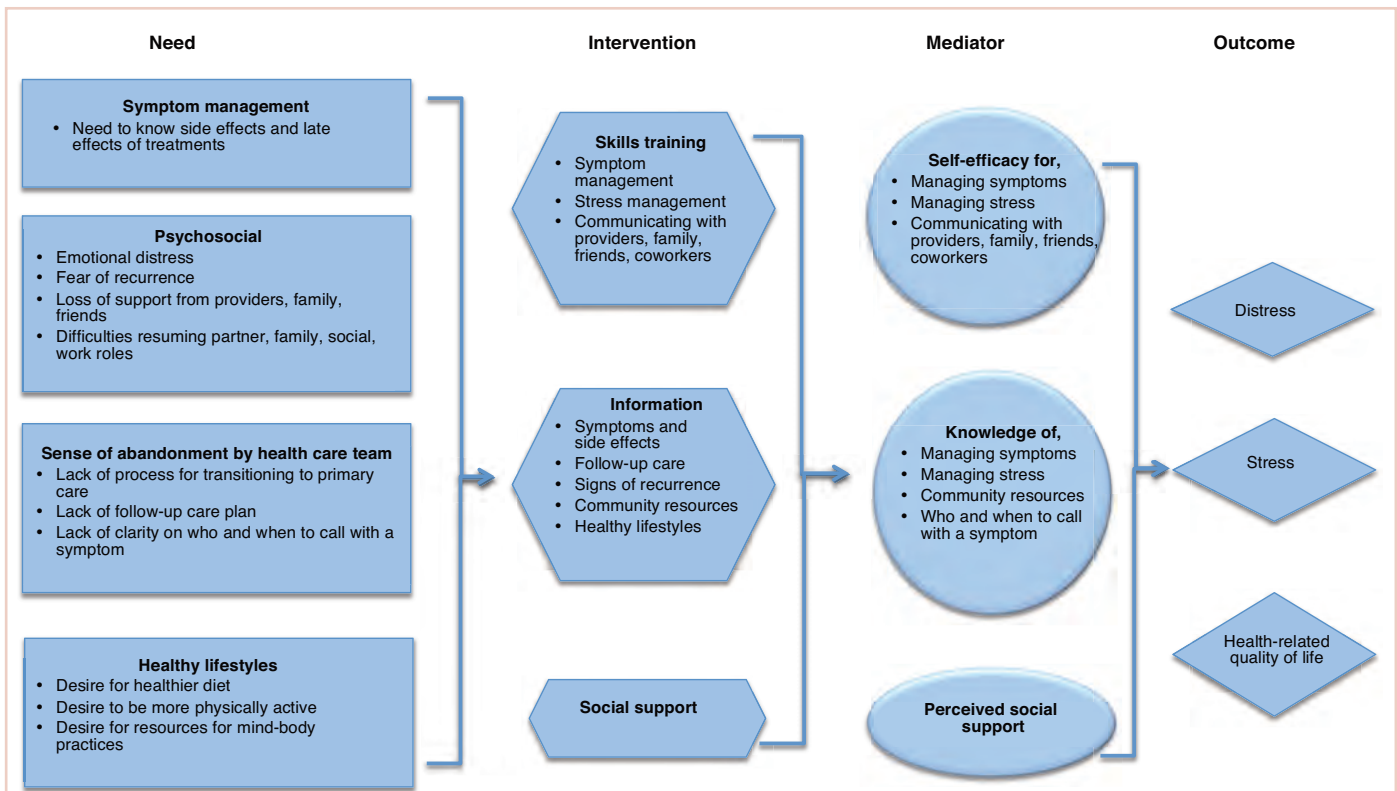 Need
Intervention
Mediator
Outcome
Symptom management
• Need to know side effects and late
effects of treatments
Psychosocial
• Emotional distress
• Fear of recurrence
• Loss of support from providers, family,
friends
• Difficulties resuming partner, family, social,
work roles
Sense of abandonment by health care team
• Lack of process for transitioning to primary
care
• Lack of follow-up care plan
• Lack of clarity on who and when to call with a
symptom
Healthy lifestyles
• Desire for healthier diet
• Desire to be more physically active
• Desire for resources for mind-body
practices
Skills training
• Symptom
management
• Stress management
• Communicating with
providers, family,
friends, coworkers
Information
• Symptoms and
side effects
• Follow-up care
• Signs of recurrence
• Community resources
• Healthy lifestyles
Social support
Self-efficacy for,
• Managing symptoms
• Managing stress
• Communicating with
providers, family, friends,
coworkers
Knowledge of,
• Managing symptoms
• Managing stress
• Community resources
• Who and when to call
with a symptom
Perceived social
support
Distress
Stress
Health-related
quality of life